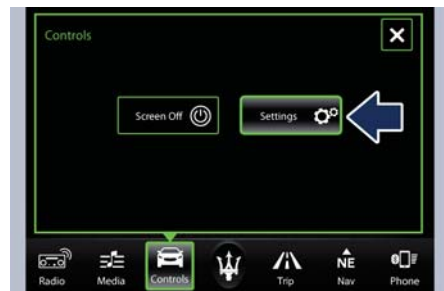 Controls
Screen Off
Settings
Radio
Media
Controls
Trip
NE
Nav
Phone